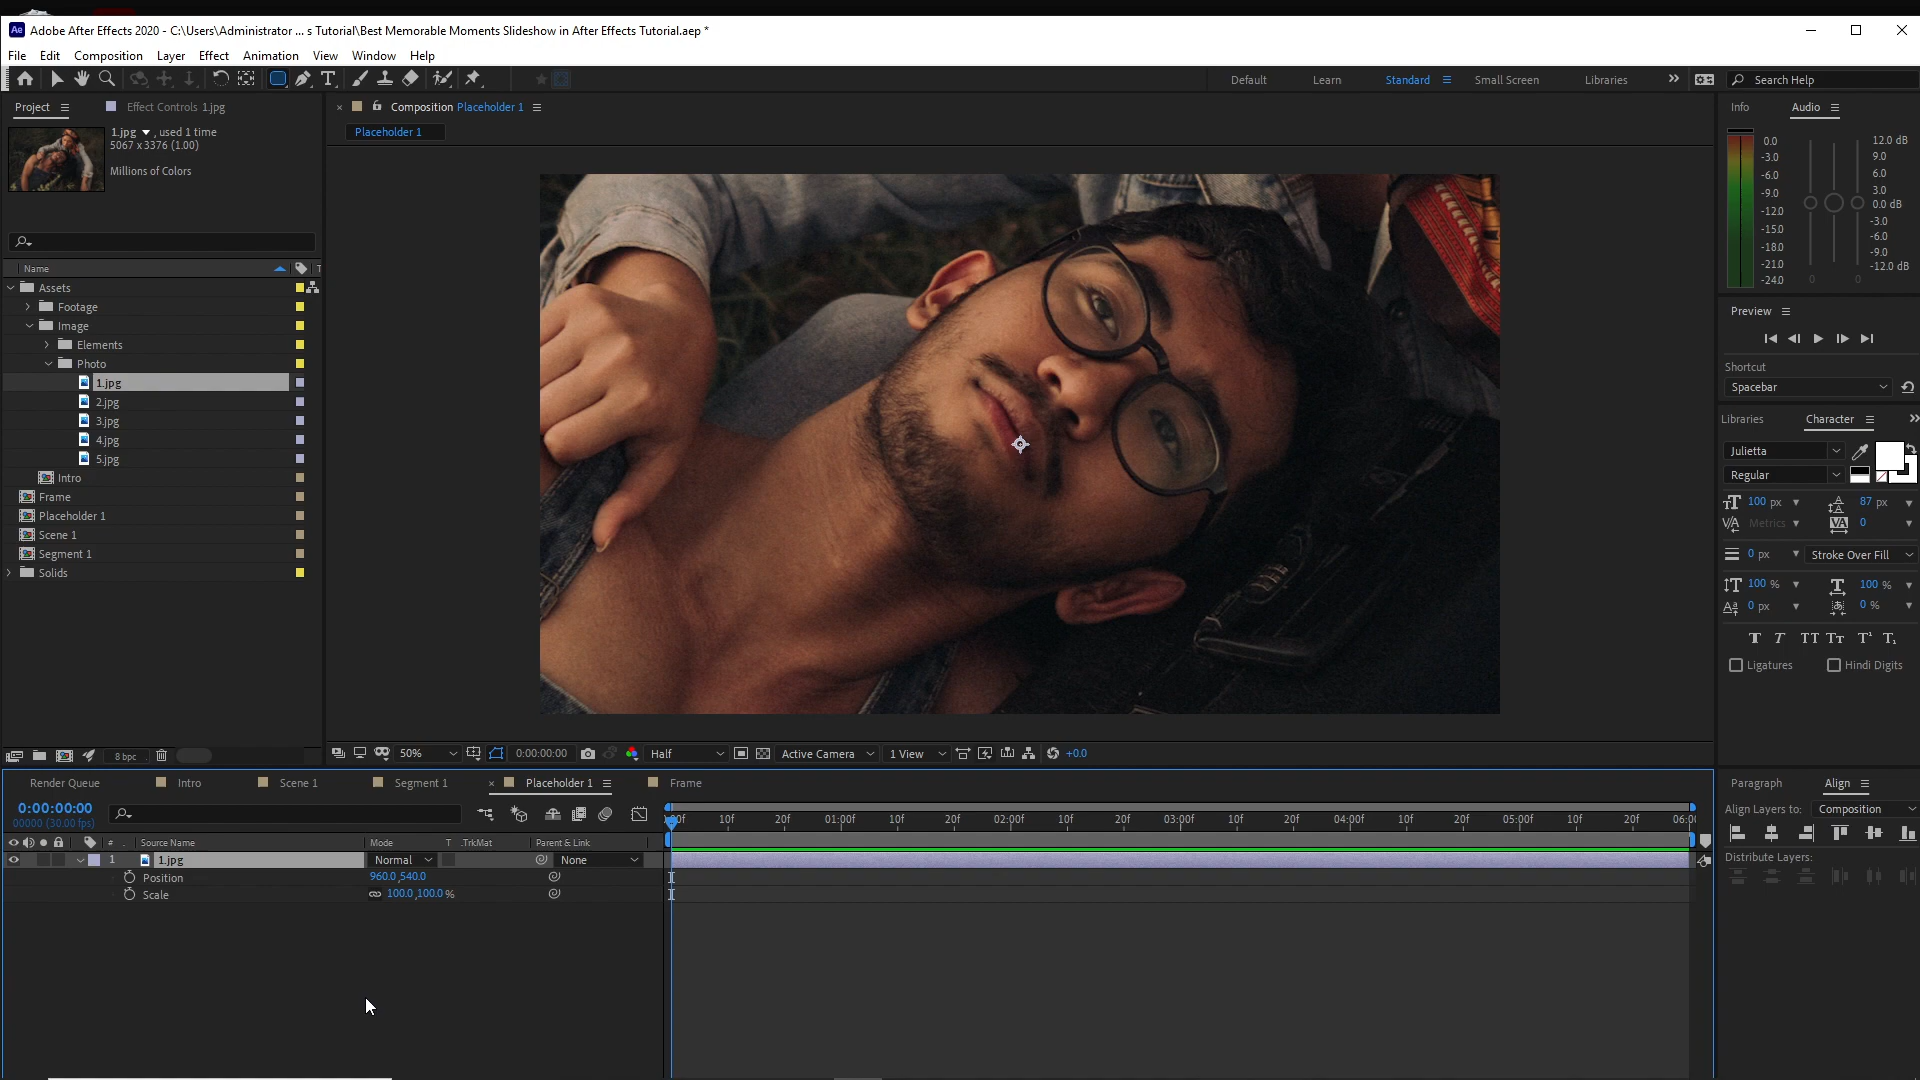 Adobe After Effects 2020 - C:\Users\Administrator ... s Tutorial\Best Memorable Moments Slideshow in After Effects Tutorial.aep *
File Edit Composition Layer Effect Animation View Window Help
Default Learn Standard Small Screen Libraries Search Help
Project Effect Controls 1.jpg
Composition Placeholder 1
Info Audio
1.jpg , used 1 time
5067 x 3376 (1.00)
Millions of Colors
Placeholder 1
0.0
-3.0
-6.0
-9.0
-12.0
-15.0
-18.0
-21.0
-24.0
0 0
12.0 dB
9.0
6.0
3.0
0.0 dB
-3.0
-6.0
-9.0
-12.0 dB
Name T
Assets
Footage
Image
Elements
Photo
1.jpg
2.jpg
3.jpg
4.jpg
5.jpg
Intro
Frame
Placeholder 1
Scene 1
Segment 1
Solids
Preview
Shortcut
Spacebar
Libraries Character
Julietta
Regular
100 px 87 px
Metrics 0
0 px Stroke Over Fill
100 % 100 %
0 px 0 %
T T TT Tt T¹ T₁
Ligatures Hindi Digits
8 bpc
50% 0:00:00:00 Half Active Camera 1 View +0.0
Render Queue Intro Scene 1 Segment 1 Placeholder 1 Frame
0:00:00:00
00000 (30.00 fps)
10f 20f 01:00f 10f 20f 02:00f 10f 20f 03:00f 10f 20f 04:00f 10f 20f 05:00f 10f 20f
# Source Name Mode T .TrkMat Parent & Link
1 1.jpg Normal None
Position 960.0,540.0
Scale 100.0,100.0 %
Paragraph Align
Align Layers to: Composition
Distribute Layers: